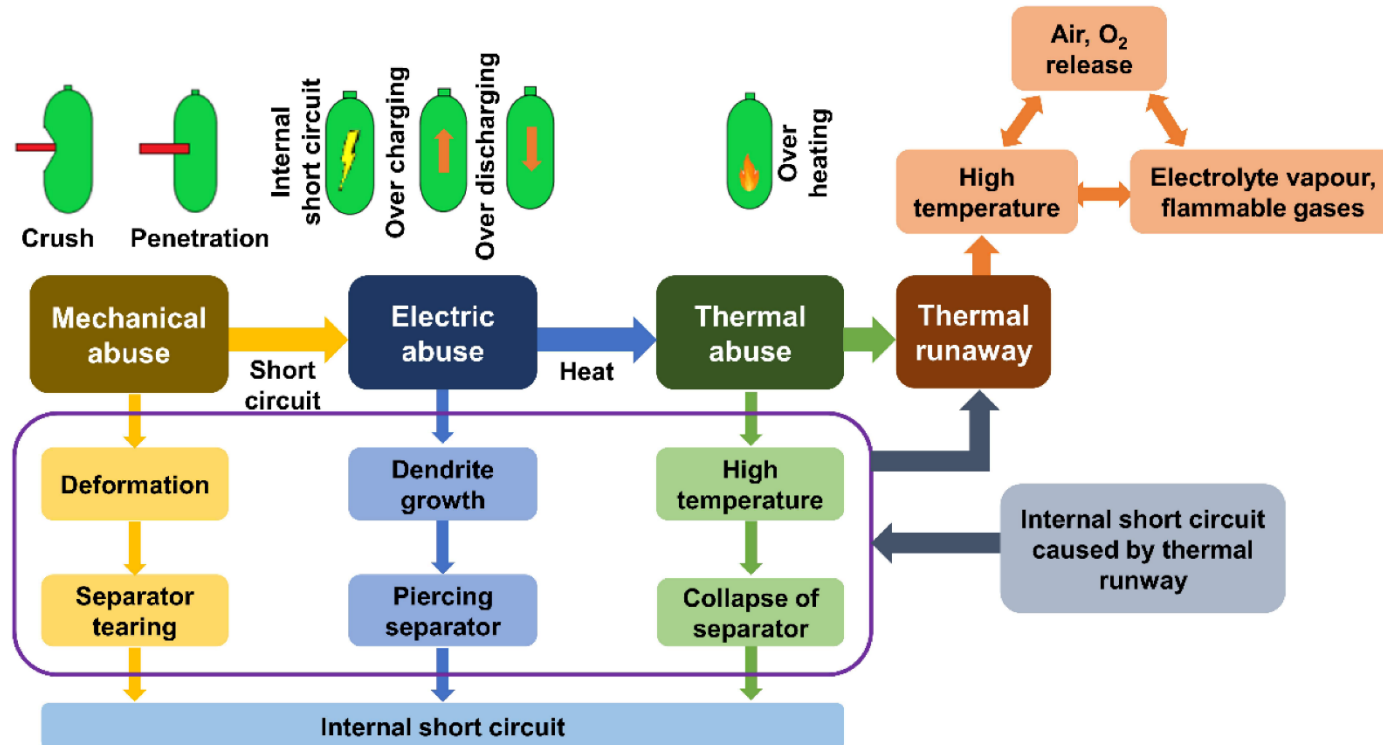 Air, O₂
release
Internal
short circuit
Over charging
Over discharging
Over
heating
Crush
Penetration
High
temperature
Electrolyte vapour,
flammable gases
Mechanical
abuse
Short
circuit
Electric
abuse
Heat
Thermal
abuse
Thermal
runaway
Deformation
Dendrite
growth
High
temperature
Internal short circuit
caused by thermal
runway
Separator
tearing
Piercing
separator
Collapse of
separator
Internal short circuit